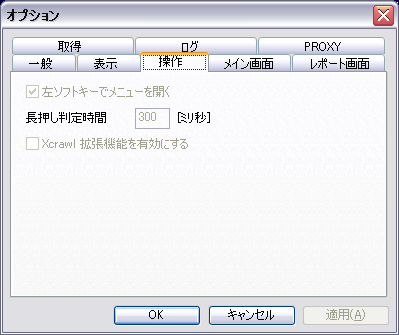 オプション
取得 ログ PROXY
一般 表示 操作 メイン画面 レポート画面
左ソフトキーでメニューを開く
長押し判定時間 300 [ミリ秒]
Xcrawl 拡張機能を有効にする
OK キャンセル 適用(A)